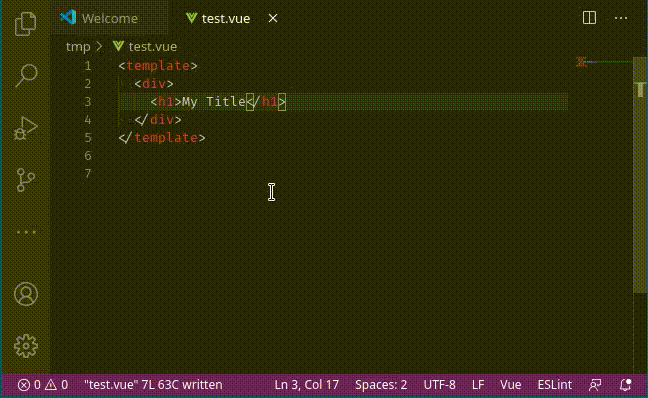 Welcome
test.vue
tmp > test.vue
1 <template>
2 <div>
3 <h1>My Title</h1>
4 </div>
5 </template>
6
7
0 0 "test.vue" 7L 63C written Ln 3, Col 17 Spaces: 2 UTF-8 LF Vue ESLint